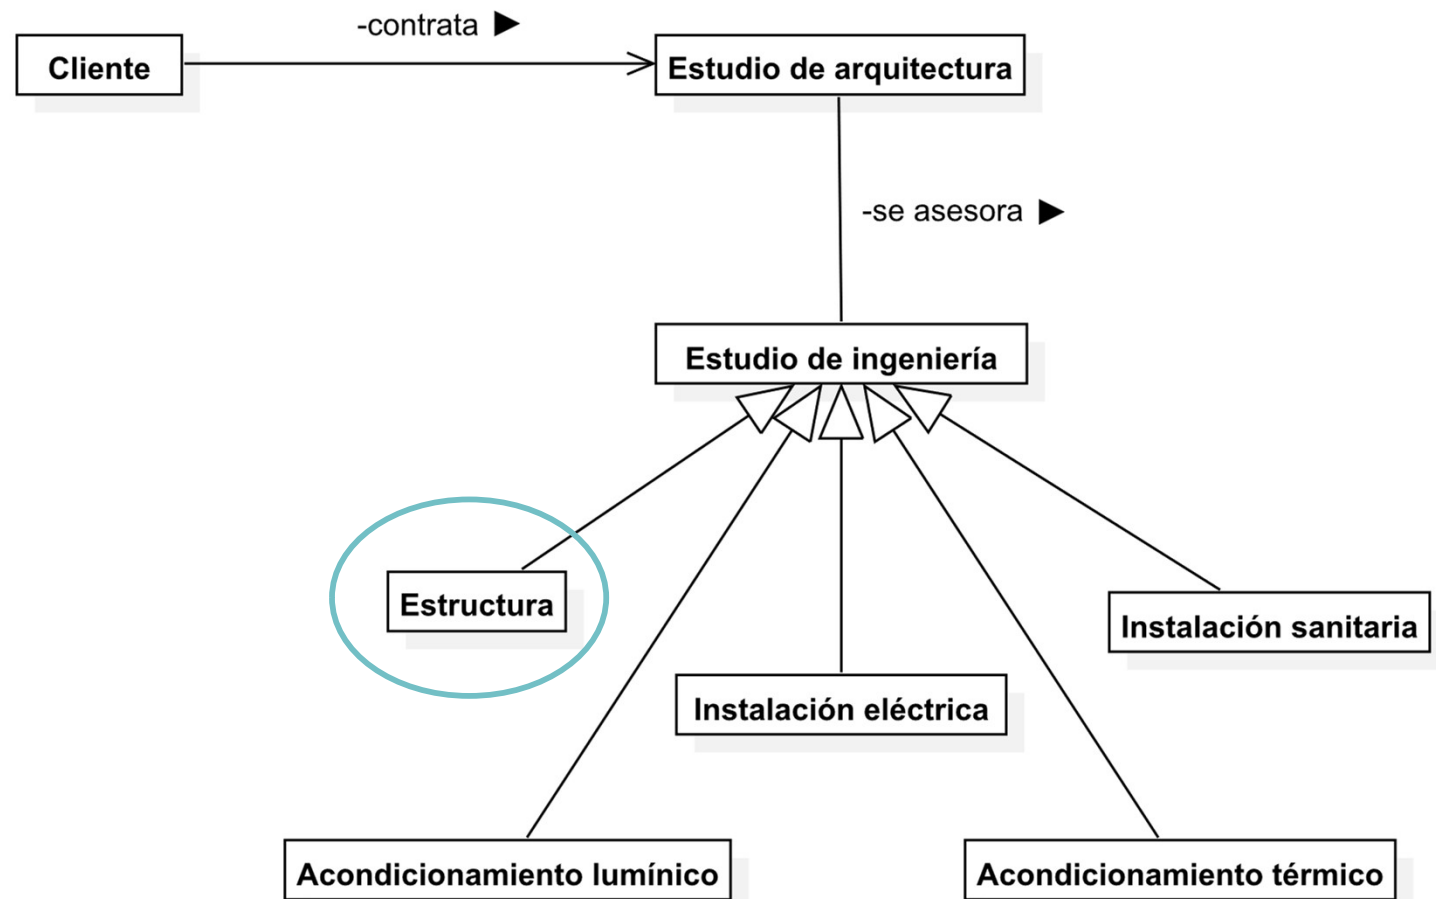 -contrata ▶
Cliente
Estudio de arquitectura
-se asesora ▶
Estudio de ingeniería
Estructura
Instalación sanitaria
Instalación eléctrica
Acondicionamiento lumínico
Acondicionamiento térmico